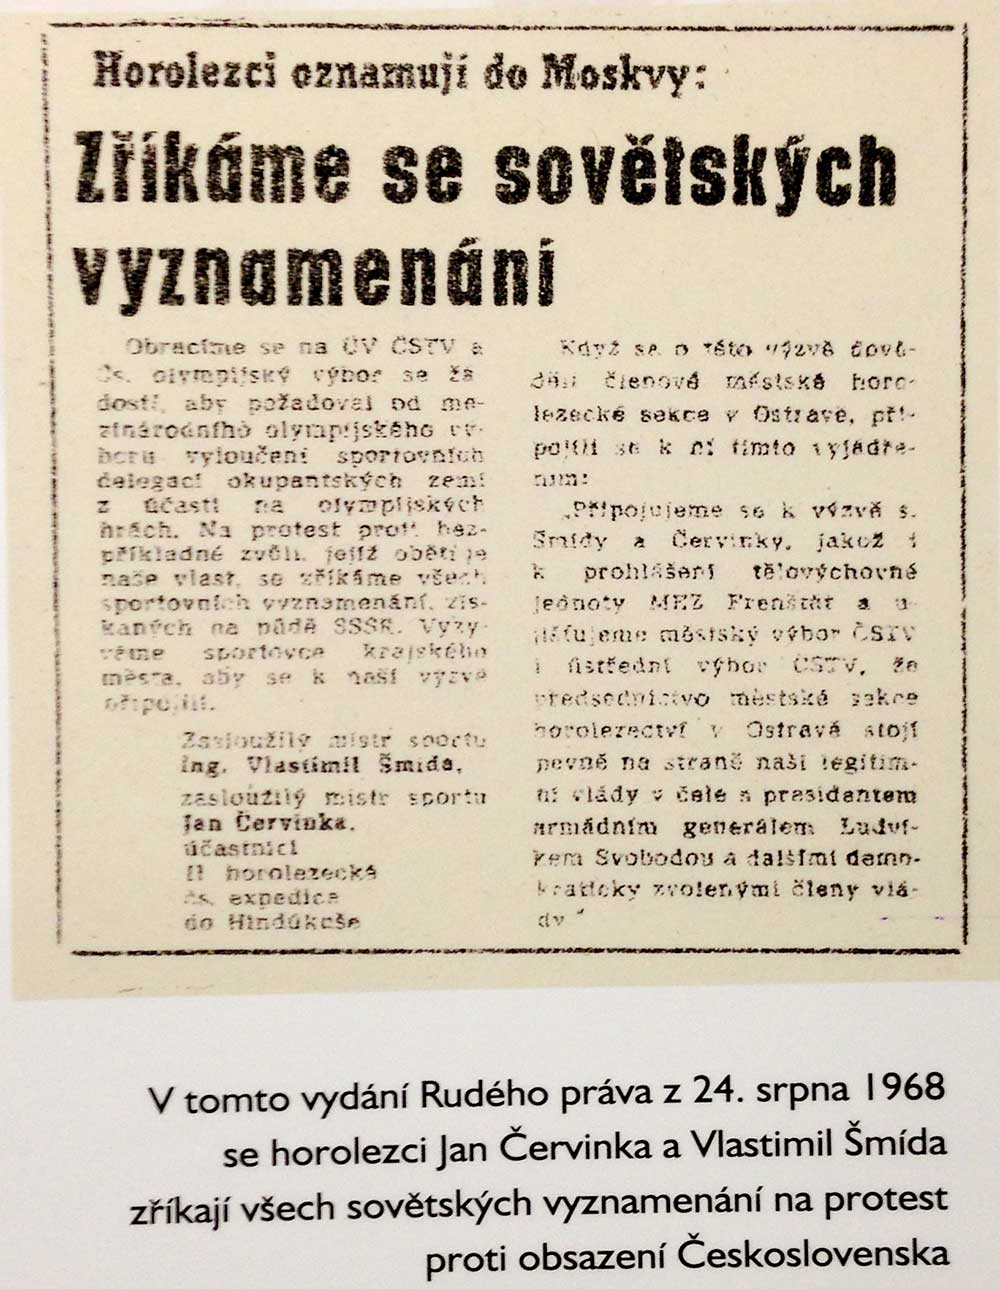 Horolezci oznamují do Moskvy:
Zříkáme se sovětských
vyznamenání
Obracíme se na ÚV ČSTV a
čs. olympijský výbor se žá-
dostí, aby požadoval od me-
zinárodního olympijského vý-
boru vyloučení sportovních
delegací okupantských zemí
z účasti na olympijských
hrách. Na protest proti bez-
příkladné zvůli, jejíž obětí je
naše vlast, se zříkáme všech
sportovních vyznamenání, zís-
kaných na půdě SSSR. Vyzý-
váme sportovce krajského
města, aby se k naší výzvě
připojili.
Zasloužilý mistr sportu
ing. Vlastimil Šmída,
zasloužilý mistr sportu
Jan Červinka,
účastníci
II horolezecké
čs. expedice
do Hindúkuše
Když se o této výzvě dově-
děli členové městské horo-
lezecké sekce v Ostravě, při-
pojili se k ní tímto vyjádře-
ním:
„Připojujeme se k výzvě s.
Šmídy a Červinky, jakož i
k prohlášení tělovýchovné
jednoty MEZ Frenštát a u-
jišťujeme městský výbor ČSTV
i ústřední výbor ČSTV, že
předsednictvo městské sekce
horolezectví v Ostravě stojí
pevně na straně naší legitim-
ní vlády v čele s presidentem
armádním generálem Ludví-
kem Svobodou a dalšími demo-
kraticky zvolenými členy vlá-
dy“
V tomto vydání Rudého práva z 24. srpna 1968
se horolezci Jan Červinka a Vlastimil Šmída
zříkají všech sovětských vyznamenání na protest
proti obsazení Československa